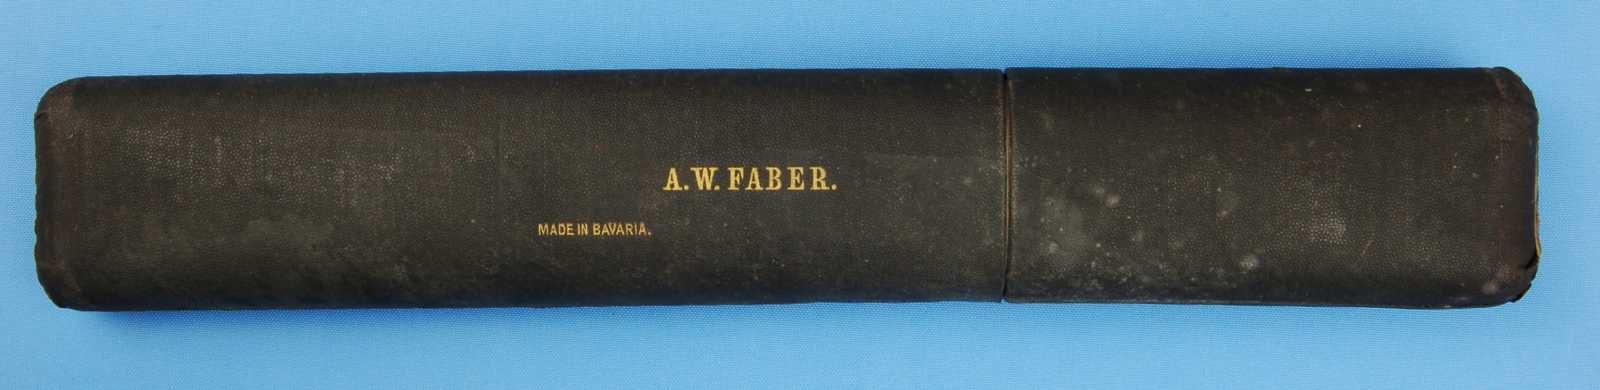 A.W. FABER.
MADE IN BAVARIA.